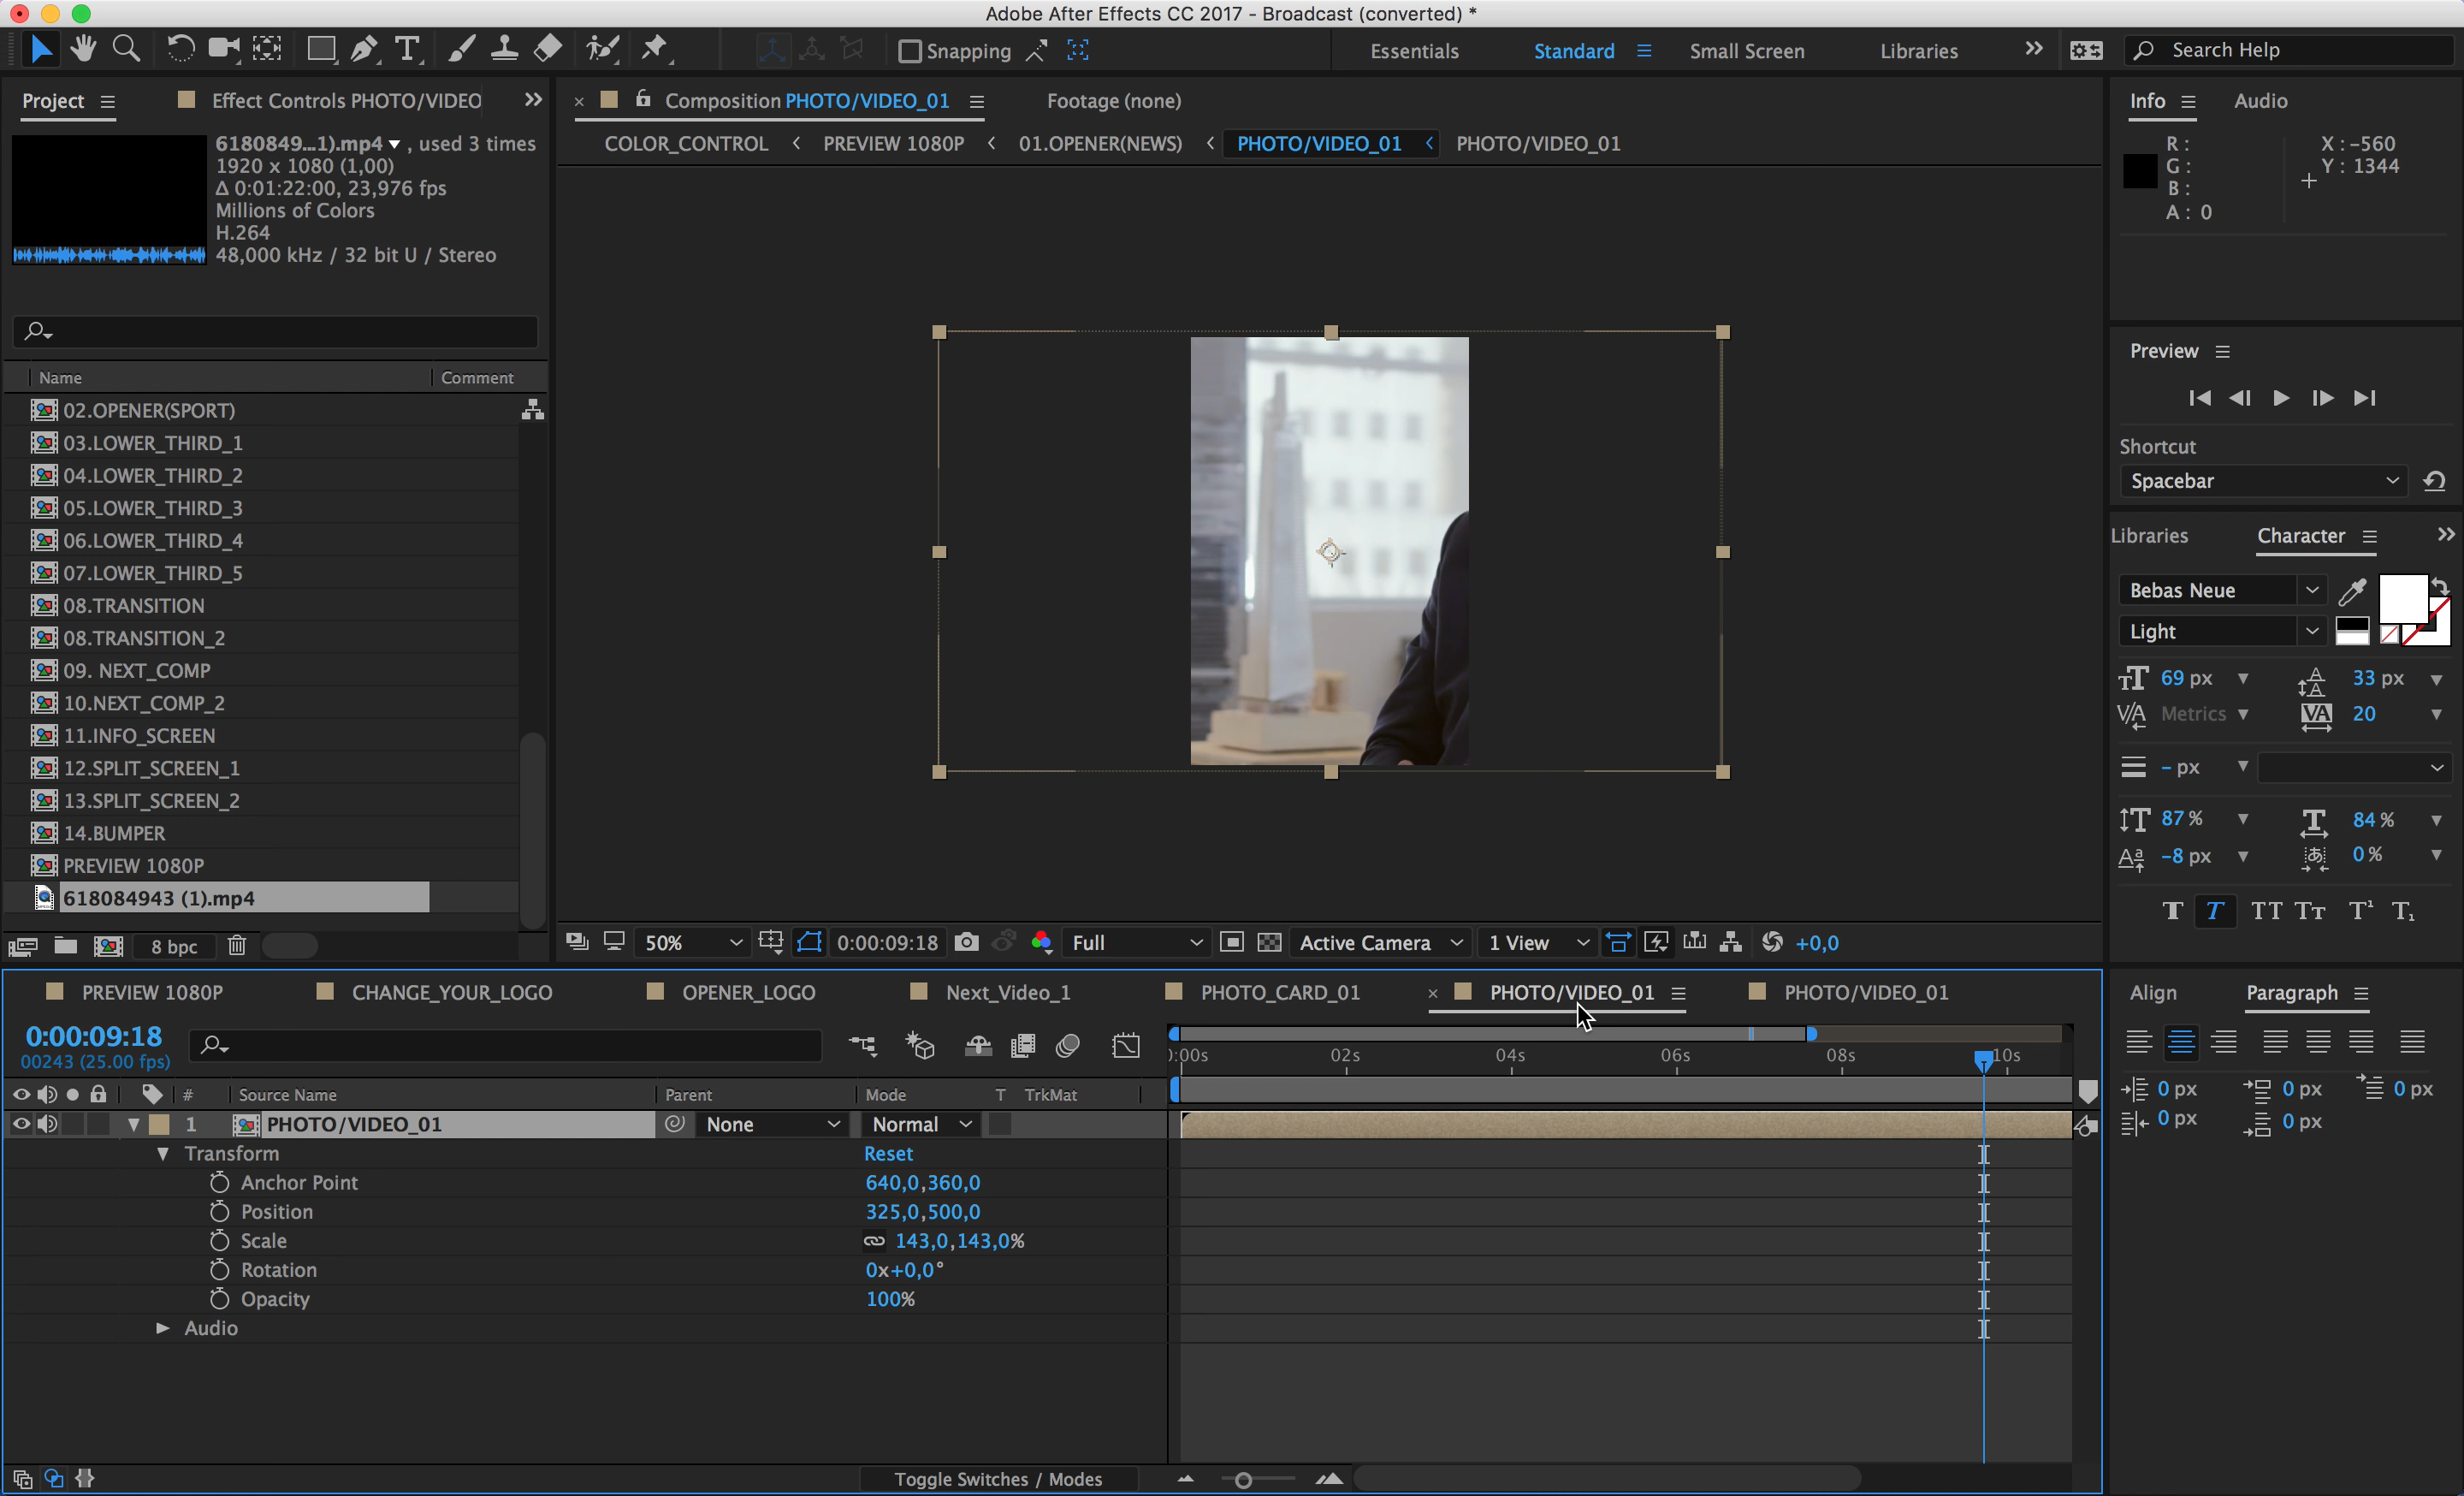 Adobe After Effects CC 2017 - Broadcast (converted) *
Snapping
Essentials
Standard
Small Screen
Libraries
Search Help
Project
Effect Controls PHOTO/VIDEO
6180849...1).mp4 , used 3 times
1920 x 1080 (1,00)
Δ 0:01:22:00, 23,976 fps
Millions of Colors
H.264
48,000 kHz / 32 bit U / Stereo
Name
Comment
02.OPENER(SPORT)
03.LOWER_THIRD_1
04.LOWER_THIRD_2
05.LOWER_THIRD_3
06.LOWER_THIRD_4
07.LOWER_THIRD_5
08.TRANSITION
08.TRANSITION_2
09. NEXT_COMP
10.NEXT_COMP_2
11.INFO_SCREEN
12.SPLIT_SCREEN_1
13.SPLIT_SCREEN_2
14.BUMPER
PREVIEW 1080P
618084943 (1).mp4
8 bpc
Composition PHOTO/VIDEO_01
Footage (none)
COLOR_CONTROL
PREVIEW 1080P
01.OPENER(NEWS)
PHOTO/VIDEO_01
PHOTO/VIDEO_01
50%
0:00:09:18
Full
Active Camera
1 View
+0,0
Info
Audio
R :
G :
B :
A : 0
X : -560
Y : 1344
Preview
Shortcut
Spacebar
Libraries
Character
Bebas Neue
Light
69 px
33 px
Metrics
20
- px
87%
84%
-8 px
0%
PREVIEW 1080P
CHANGE_YOUR_LOGO
OPENER_LOGO
Next_Video_1
PHOTO_CARD_01
PHOTO/VIDEO_01
PHOTO/VIDEO_01
0:00:09:18
00243 (25.00 fps)
:00s
02s
04s
06s
08s
10s
#
Source Name
Parent
Mode
T
TrkMat
1
PHOTO/VIDEO_01
None
Normal
Transform
Reset
Anchor Point
640,0,360,0
Position
325,0,500,0
Scale
143,0,143,0%
Rotation
0x+0,0°
Opacity
100%
Audio
Toggle Switches / Modes
Align
Paragraph
0 px
0 px
0 px
0 px
0 px